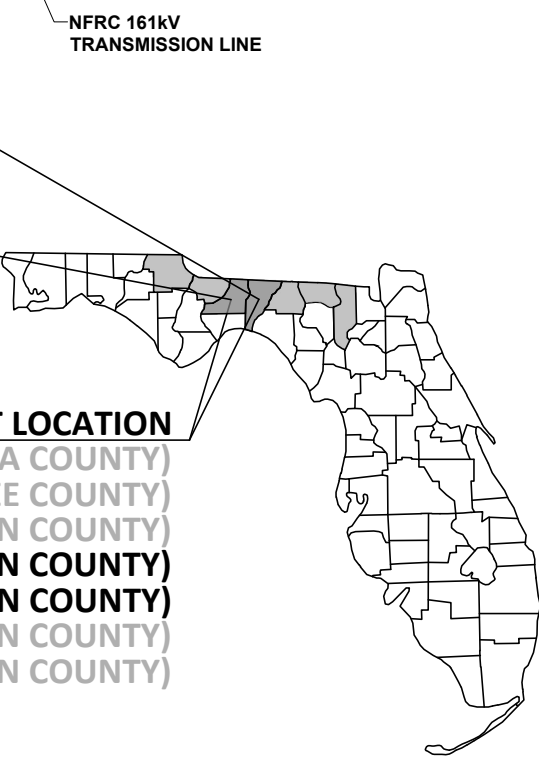 NFRC 161kV
TRANSMISSION LINE
T LOCATION
A COUNTY)
E COUNTY)
N COUNTY)
N COUNTY)
N COUNTY)
N COUNTY)
N COUNTY)